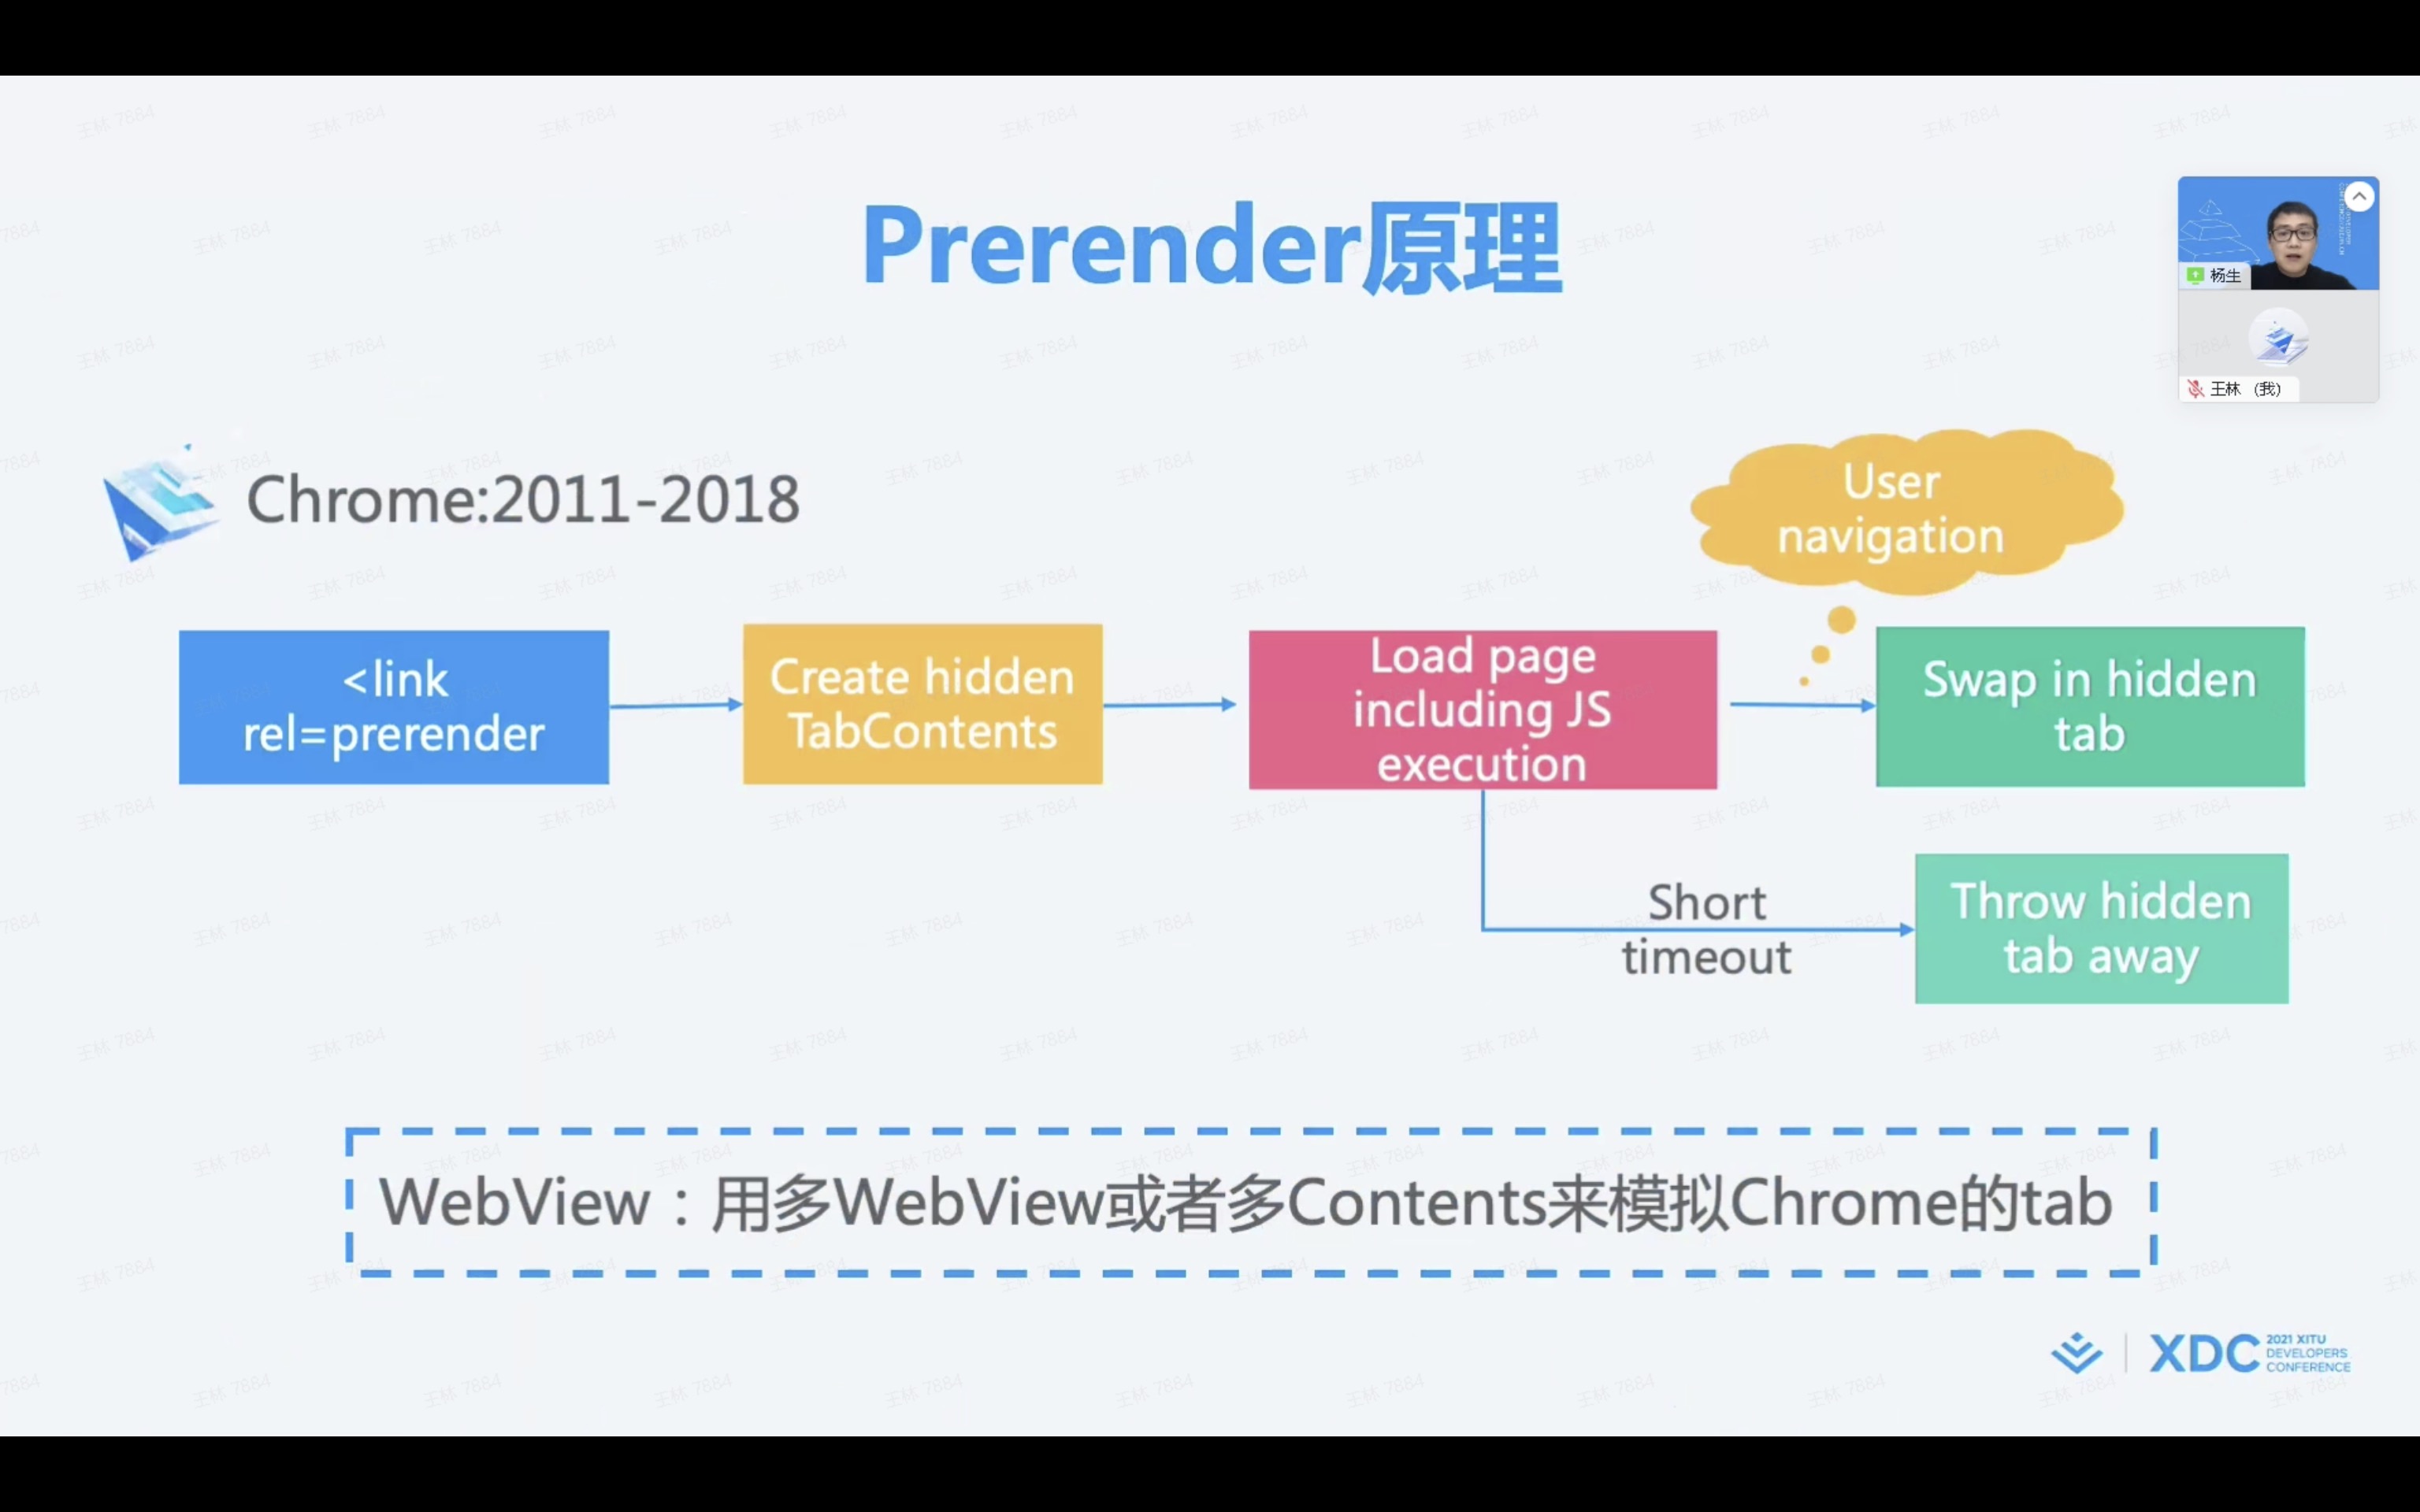 Prerender原理
杨生
王林 (我)
Chrome:2011-2018
User
navigation
<link
rel=prerender
Create hidden
TabContents
Load page
including JS
execution
Swap in hidden
tab
Short
timeout
Throw hidden
tab away
WebView：用多WebView或者多Contents来模拟Chrome的tab
XDC
2021 XITU
DEVELOPERS
CONFERENCE
王林 7884